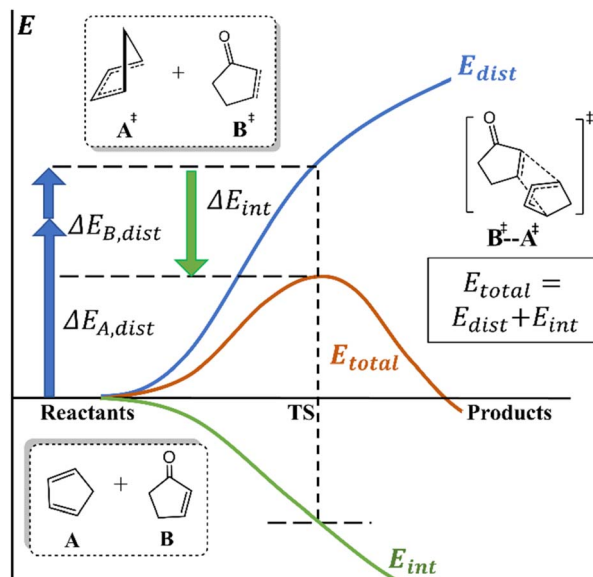 E
O
+
A‡
B‡
E_dist
‡
O
B‡--A‡
ΔE_int
ΔE_B,dist
E_total =
E_dist+E_int
ΔE_A,dist
E_total
Reactants
TS
Products
O
+
A
B
E_int